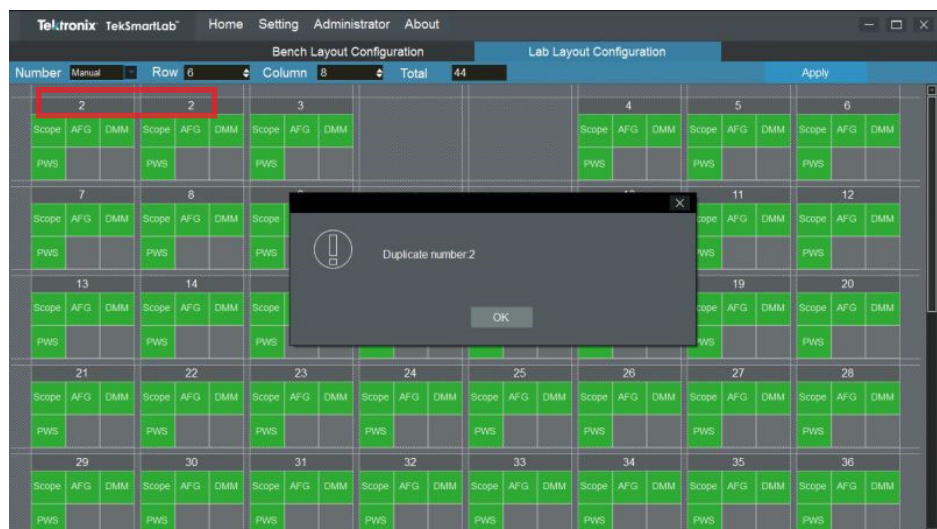 Tektronix TekSmartLab™ Home Setting Administrator About
Bench Layout Configuration Lab Layout Configuration
Number Manual Row 6 Column 8 Total 44 Apply
2 2 3 4 5 6
Scope AFG DMM Scope AFG DMM Scope AFG DMM Scope AFG DMM Scope AFG DMM Scope AFG DMM
PWS PWS PWS PWS PWS PWS
7 8 11 12
Scope AFG DMM Scope AFG DMM Scope Scope AFG DMM Scope AFG DMM
PWS PWS PWS PWS PWS
Duplicate number:2
OK
13 14 19 20
Scope AFG DMM Scope AFG DMM Scope Scope AFG DMM Scope AFG DMM
PWS PWS PWS PWS PWS
21 22 23 24 25 26 27 28
Scope AFG DMM Scope AFG DMM Scope AFG DMM Scope AFG DMM Scope AFG DMM Scope AFG DMM Scope AFG DMM Scope AFG DMM
PWS PWS PWS PWS PWS PWS PWS PWS
29 30 31 32 33 34 35 36
Scope AFG DMM Scope AFG DMM Scope AFG DMM Scope AFG DMM Scope AFG DMM Scope AFG DMM Scope AFG DMM Scope AFG DMM
PWS PWS PWS PWS PWS PWS PWS PWS